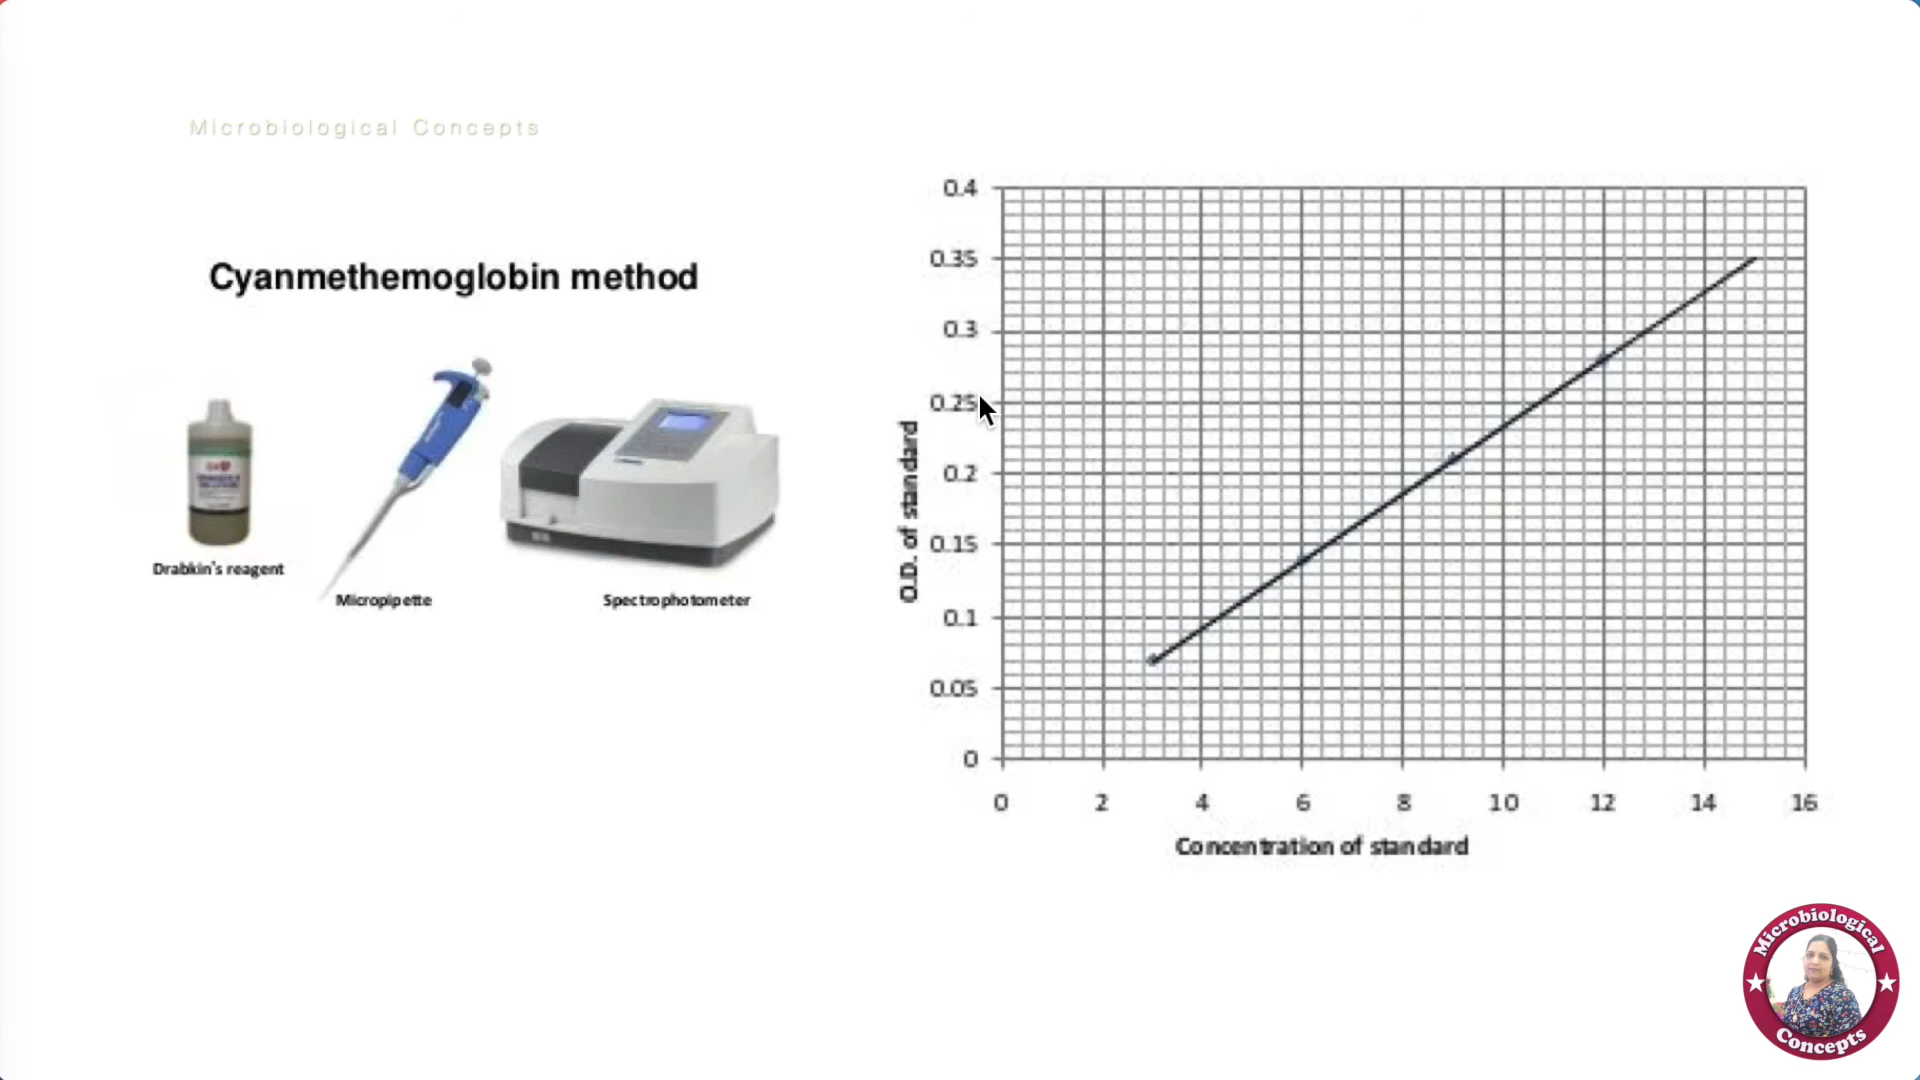 Microbiological Concepts
Cyanmethemoglobin method
Drabkin's reagent
Micropipette
Spectrophotometer
O.D. of standard
0.4
0.35
0.3
0.25
0.2
0.15
0.1
0.05
0
0 2 4 6 8 10 12 14 16
Concentration of standard
Microbiological
Concepts